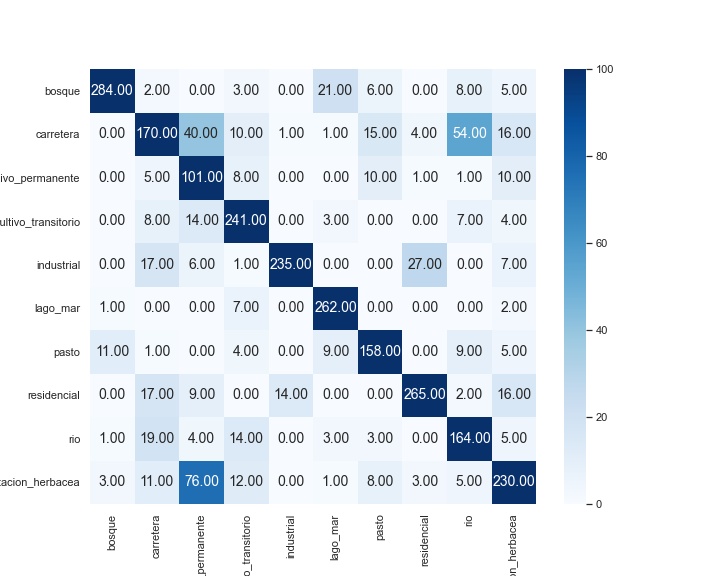 bosque 284.00 2.00 0.00 3.00 0.00 21.00 6.00 0.00 8.00 5.00
carretera 0.00 170.00 40.00 10.00 1.00 1.00 15.00 4.00 54.00 16.00
ivo_permanente 0.00 5.00 101.00 8.00 0.00 0.00 10.00 1.00 1.00 10.00
ultivo_transitorio 0.00 8.00 14.00 241.00 0.00 3.00 0.00 0.00 7.00 4.00
industrial 0.00 17.00 6.00 1.00 235.00 0.00 0.00 27.00 0.00 7.00
lago_mar 1.00 0.00 0.00 7.00 0.00 262.00 0.00 0.00 0.00 2.00
pasto 11.00 1.00 0.00 4.00 0.00 9.00 158.00 0.00 9.00 5.00
residencial 0.00 17.00 9.00 0.00 14.00 0.00 0.00 265.00 2.00 16.00
rio 1.00 19.00 4.00 14.00 0.00 3.00 3.00 0.00 164.00 5.00
tacion_herbacea 3.00 11.00 76.00 12.00 0.00 1.00 8.00 3.00 5.00 230.00
bosque
carretera
_permanente
o_transitorio
industrial
lago_mar
pasto
residencial
rio
on_herbacea
100
80
60
40
20
0